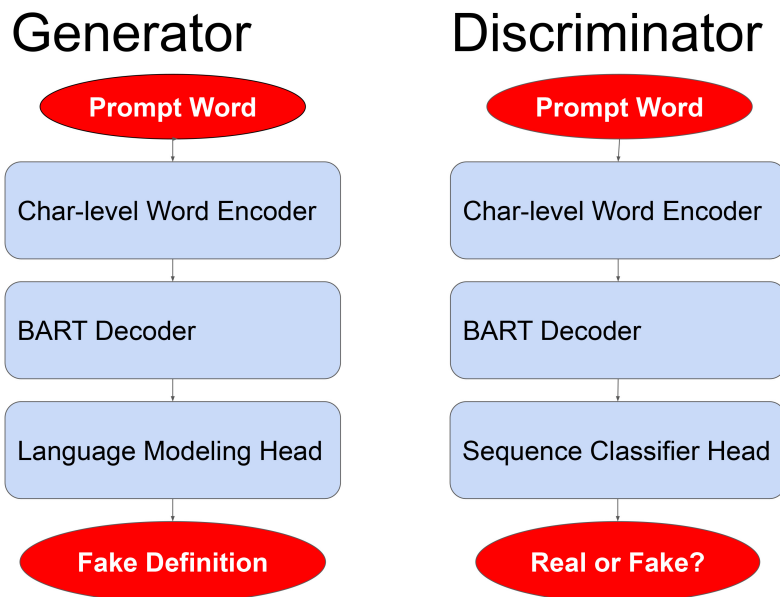 Generator
Prompt Word
Char-level Word Encoder
BART Decoder
Language Modeling Head
Fake Definition
Discriminator
Prompt Word
Char-level Word Encoder
BART Decoder
Sequence Classifier Head
Real or Fake?